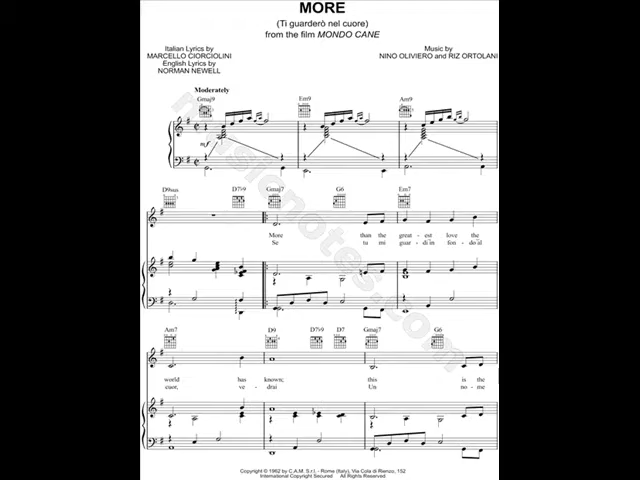 MORE
(Ti guarderò nel cuore)
from the film MONDO CANE
Italian Lyrics by
MARCELLO CIORCIOLINI
English Lyrics by
NORMAN NEWELL
Music by
NINO OLIVIERO and RIZ ORTOLANI
Moderately
Gmaj9 Em9 Am9
mf
D9sus D7♭9 Gmaj7 G6 Em7
More than the great-est love the
Se tu mi guar-di in fon-do al
Am7 D9 D7♭9 D7 Gmaj7 G6
world has known; this is the
cuor, ve-drai Un no-me
musicnotes.com
Copyright © 1962 by C.A.M. S.r.l. - Rome (Italy), Via Cola di Rienzo, 152
International Copyright Secured All Rights Reserved